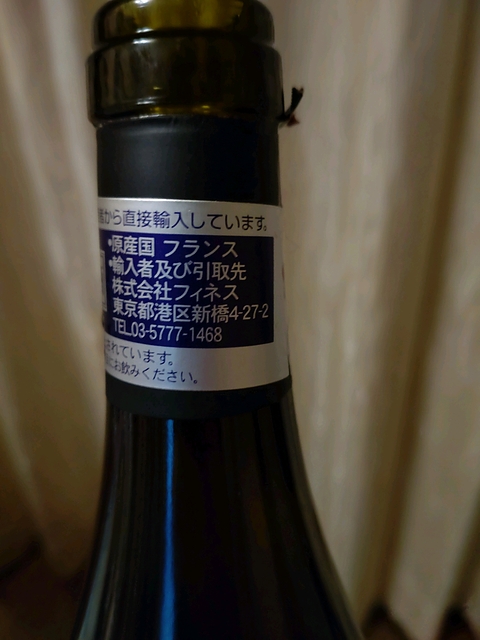 から直接輸入しています。
•原産国 フランス
•輸入者及び引取先
株式会社フィネス
東京都港区新橋4-27-2
TEL.03-5777-1468
されています。
お飲みください。